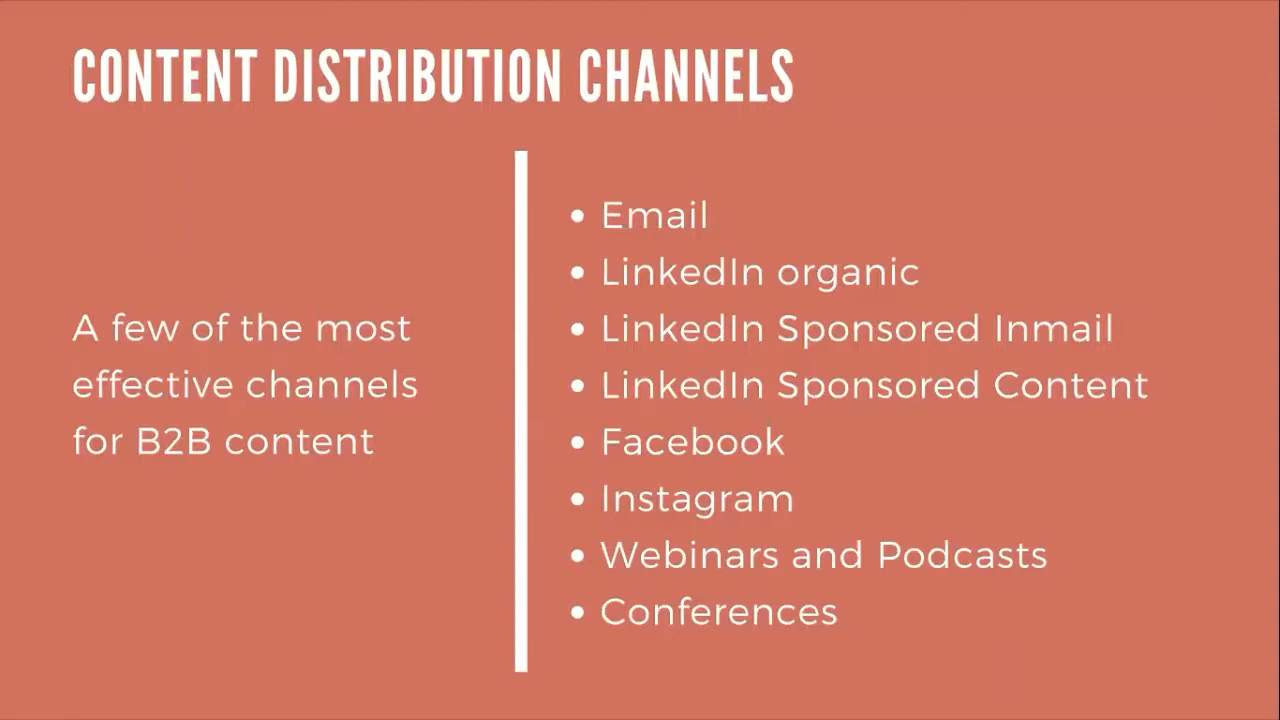 CONTENT DISTRIBUTION CHANNELS
A few of the most
effective channels
for B2B content
• Email
• LinkedIn organic
• LinkedIn Sponsored Inmail
• LinkedIn Sponsored Content
• Facebook
• Instagram
• Webinars and Podcasts
• Conferences